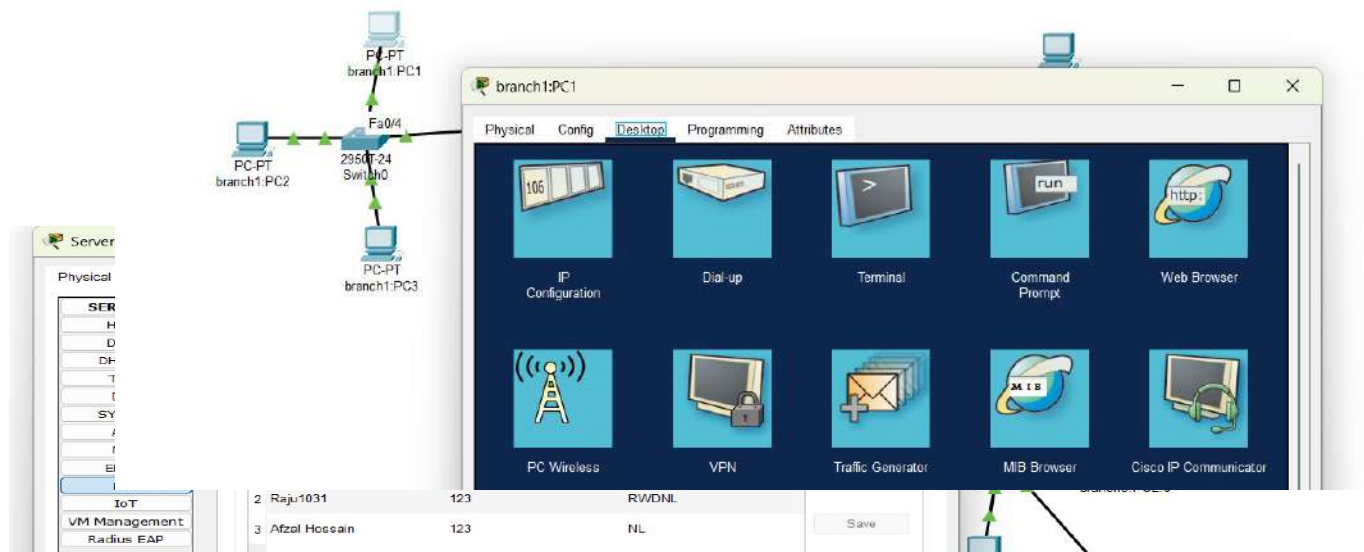 PC-PT
branch1:PC1
Fa0/4
2950T-24
Switch0
PC-PT
branch1:PC2
PC-PT
branch1:PC3
branch1:PC1
Physical Config Desktop Programming Attributes
106
>
run
http:
IP
Configuration
Dial-up
Terminal
Command
Prompt
Web Browser
MIB
PC Wireless
VPN
Traffic Generator
MIB Browser
Cisco IP Communicator
Server
Physical
SER
H
D
DH
SY
IoT
VM Management
Radius EAP
2 Raju1031 123 RWDNL
3 Afzal Hossain 123 NL
Save